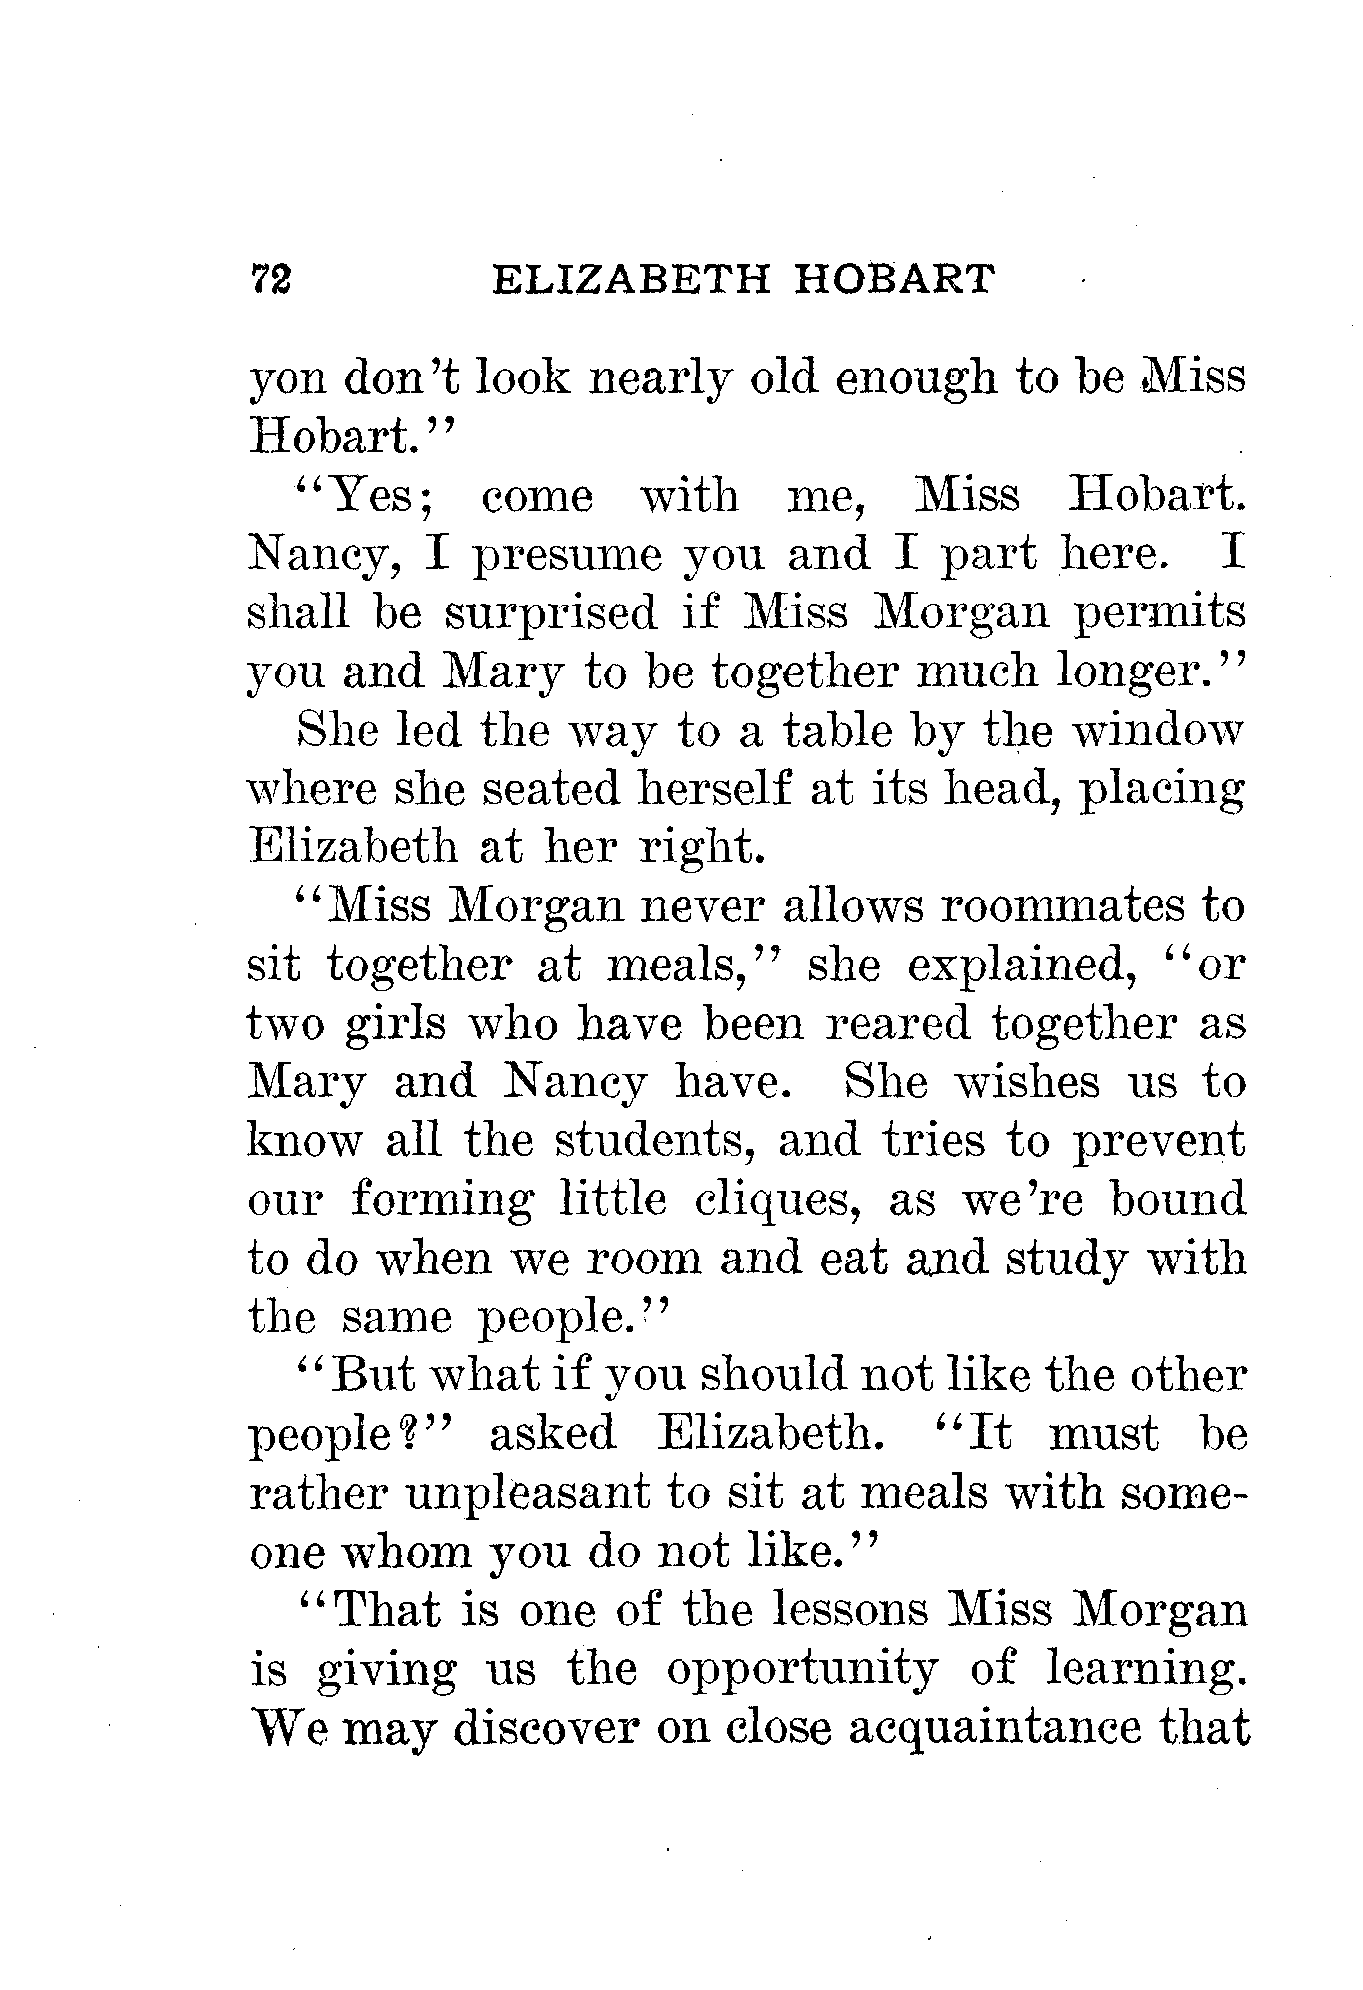 72 ELIZABETH HOBART
yon don't look nearly old enough to be Miss
Hobart."
"Yes; come with me, Miss Hobart.
Nancy, I presume you and I part here. I
shall be surprised if Miss Morgan permits
you and Mary to be together much longer."
She led the way to a table by the window
where she seated herself at its head, placing
Elizabeth at her right.
"Miss Morgan never allows roommates to
sit together at meals," she explained, "or
two girls who have been reared together as
Mary and Nancy have. She wishes us to
know all the students, and tries to prevent
our forming little cliques, as we're bound
to do when we room and eat and study with
the same people."
"But what if you should not like the other
people?" asked Elizabeth. "It must be
rather unpleasant to sit at meals with some-
one whom you do not like."
"That is one of the lessons Miss Morgan
is giving us the opportunity of learning.
We may discover on close acquaintance that